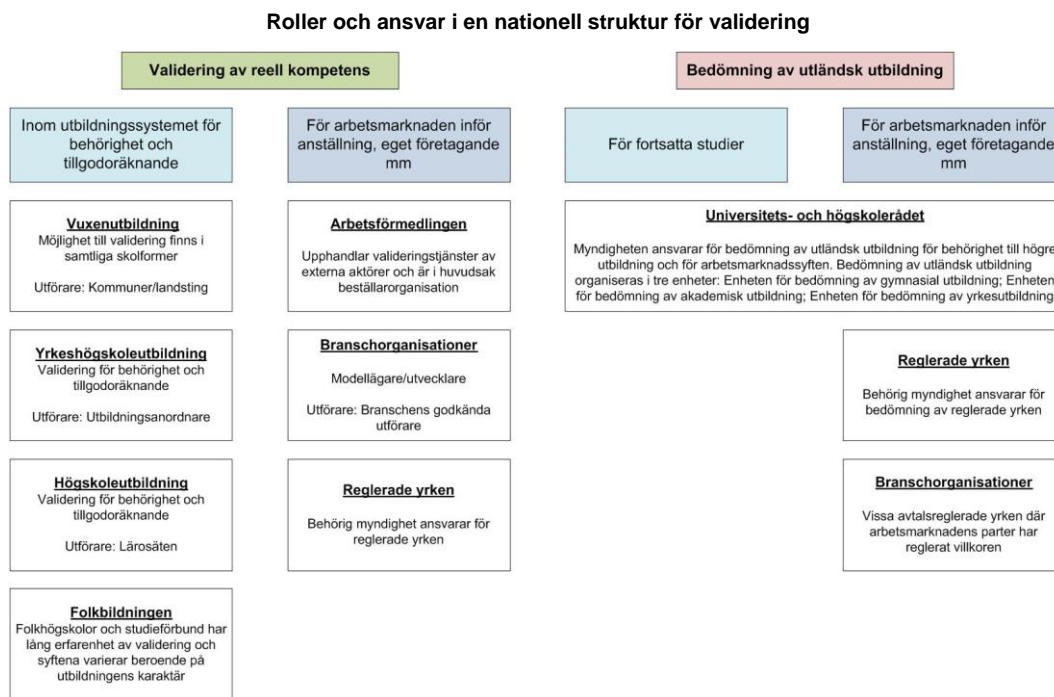 Roller och ansvar i en nationell struktur för validering
Validering av reell kompetens
Bedömning av utländsk utbildning
Inom utbildningssystemet för
behörighet och
tillgodoräknande
För arbetsmarknaden inför
anställning, eget företagande
mm
För fortsatta studier
För arbetsmarknaden inför
anställning, eget företagande
mm
Vuxenutbildning
Möjlighet till validering finns i
samtliga skolformer
Utförare: Kommuner/landsting
Arbetsförmedlingen
Upphandlar valideringstjänster av
externa aktörer och är i huvudsak
beställarorganisation
Universitets- och högskolerådet
Myndigheten ansvarar för bedömning av utländsk utbildning för behörighet till högre
utbildning och för arbetsmarknadssyften. Bedömning av utländsk utbildning
organiseras i tre enheter: Enheten för bedömning av gymnasial utbildning; Enheten
för bedömning av akademisk utbildning; Enheten för bedömning av yrkesutbildning
Yrkeshögskoleutbildning
Validering för behörighet och
tillgodoräknande
Utförare: Utbildningsanordnare
Branschorganisationer
Modellägare/utvecklare
Utförare: Branschens godkända
utförare
Reglerade yrken
Behörig myndighet ansvarar för
bedömning av reglerade yrken
Högskoleutbildning
Validering för behörighet och
tillgodoräknande
Utförare: Lärosäten
Reglerade yrken
Behörig myndighet ansvarar för
reglerade yrken
Branschorganisationer
Vissa avtalsreglerade yrken där
arbetsmarknadens parter har
reglerat villkoren
Folkbildningen
Folkhögskolor och studieförbund har
lång erfarenhet av validering och
syftena varierar beroende på
utbildningens karaktär